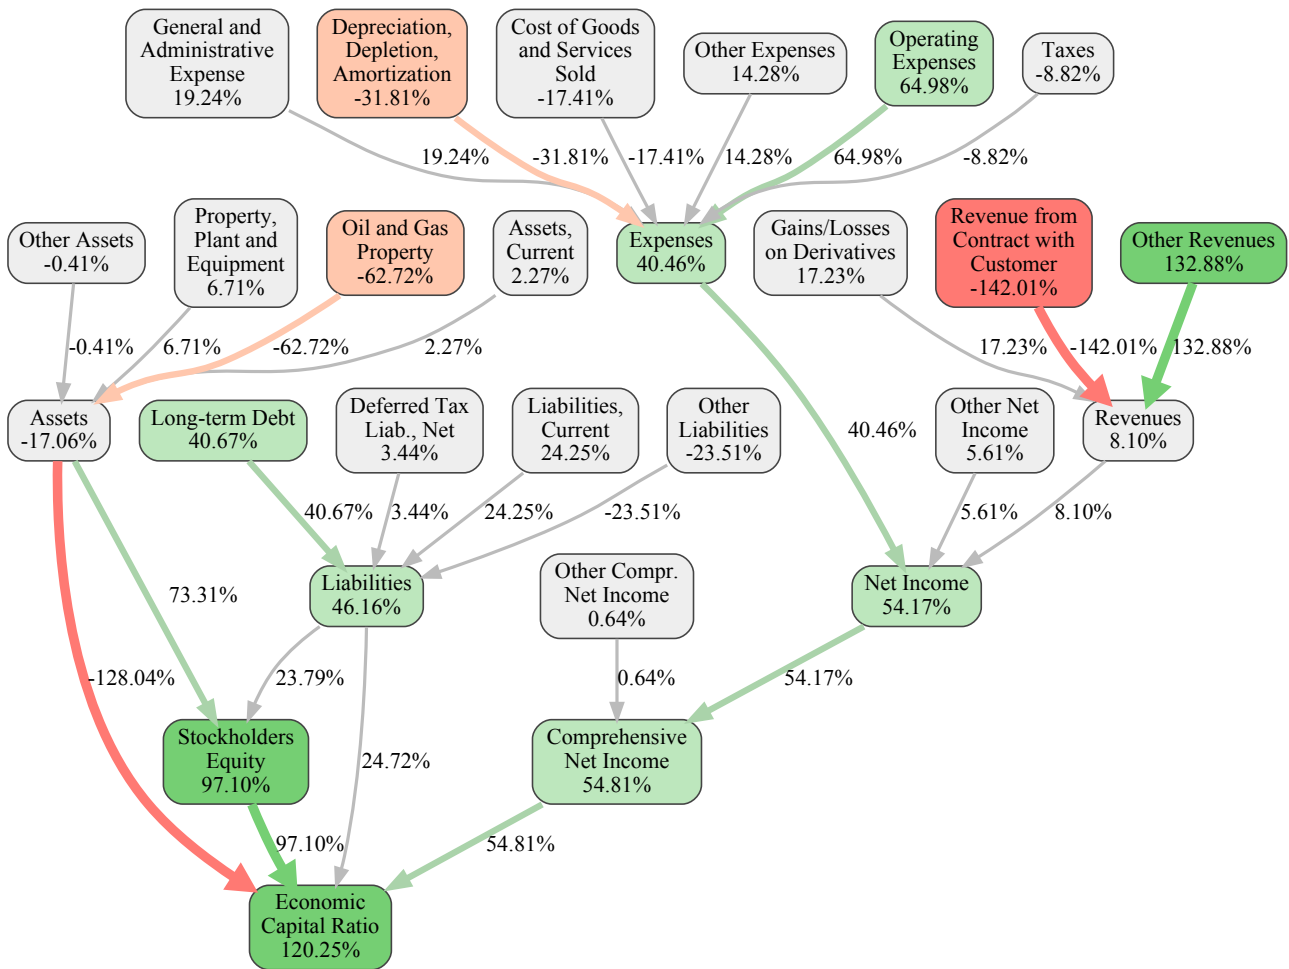 General and
Administrative
Expense
19.24%
Depreciation,
Depletion,
Amortization
-31.81%
Cost of Goods
and Services
Sold
-17.41%
Other Expenses
14.28%
Operating
Expenses
64.98%
Taxes
-8.82%
19.24%
-31.81%
-17.41%
14.28%
64.98%
-8.82%
Other Assets
-0.41%
Property,
Plant and
Equipment
6.71%
Oil and Gas
Property
-62.72%
Assets,
Current
2.27%
Expenses
40.46%
Gains/Losses
on Derivatives
17.23%
Revenue from
Contract with
Customer
-142.01%
Other Revenues
132.88%
-0.41%
6.71%
-62.72%
2.27%
17.23%
-142.01%
132.88%
Assets
-17.06%
Long-term Debt
40.67%
Deferred Tax
Liab., Net
3.44%
Liabilities,
Current
24.25%
Other
Liabilities
-23.51%
40.46%
Other Net
Income
5.61%
Revenues
8.10%
40.67%
3.44%
24.25%
-23.51%
5.61%
8.10%
73.31%
Liabilities
46.16%
Other Compr.
Net Income
0.64%
Net Income
54.17%
-128.04%
23.79%
0.64%
54.17%
Stockholders
Equity
97.10%
24.72%
Comprehensive
Net Income
54.81%
97.10%
54.81%
Economic
Capital Ratio
120.25%